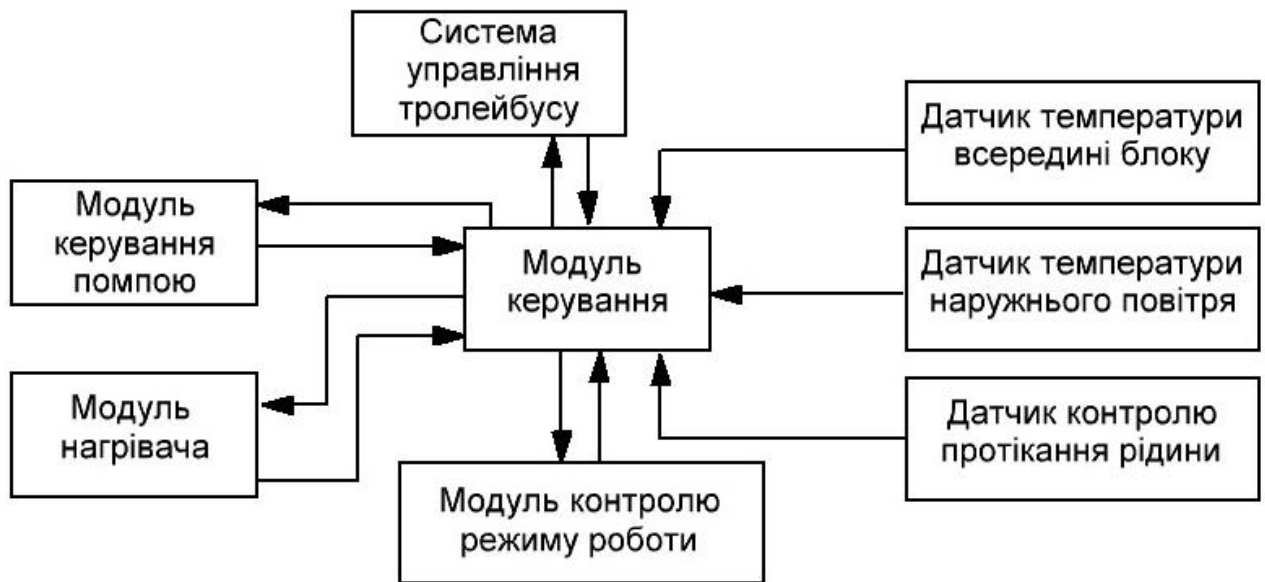 Система
управління
тролейбусу
Датчик температури
всередині блоку
Модуль
керування
помпою
Модуль
керування
Датчик температури
наружнього повітря
Модуль
нагрівача
Датчик контролю
протікання рідини
Модуль контролю
режиму роботи